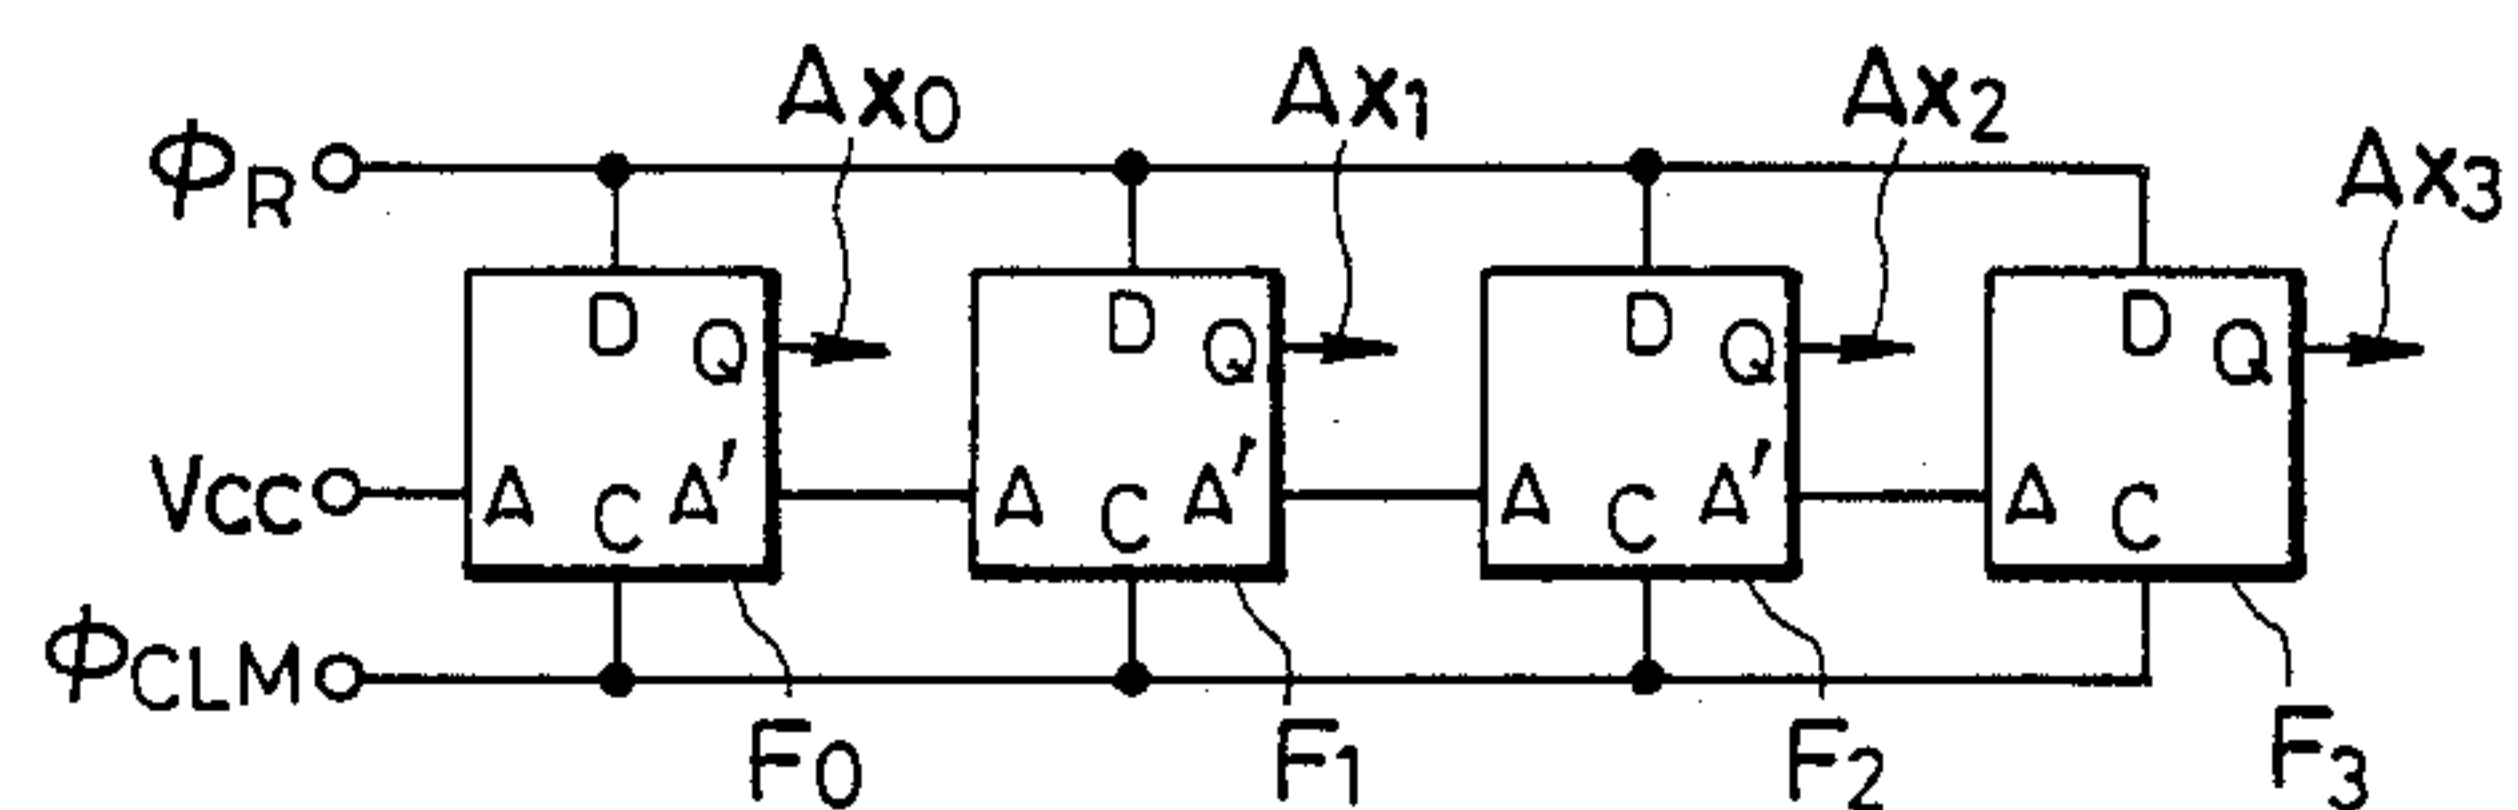 Ax0 Ax1 Ax2 Ax3
ΦR
D Q D Q D Q D Q
VCC A C A' A C A' A C A' A C
ΦCLM
F0 F1 F2 F3